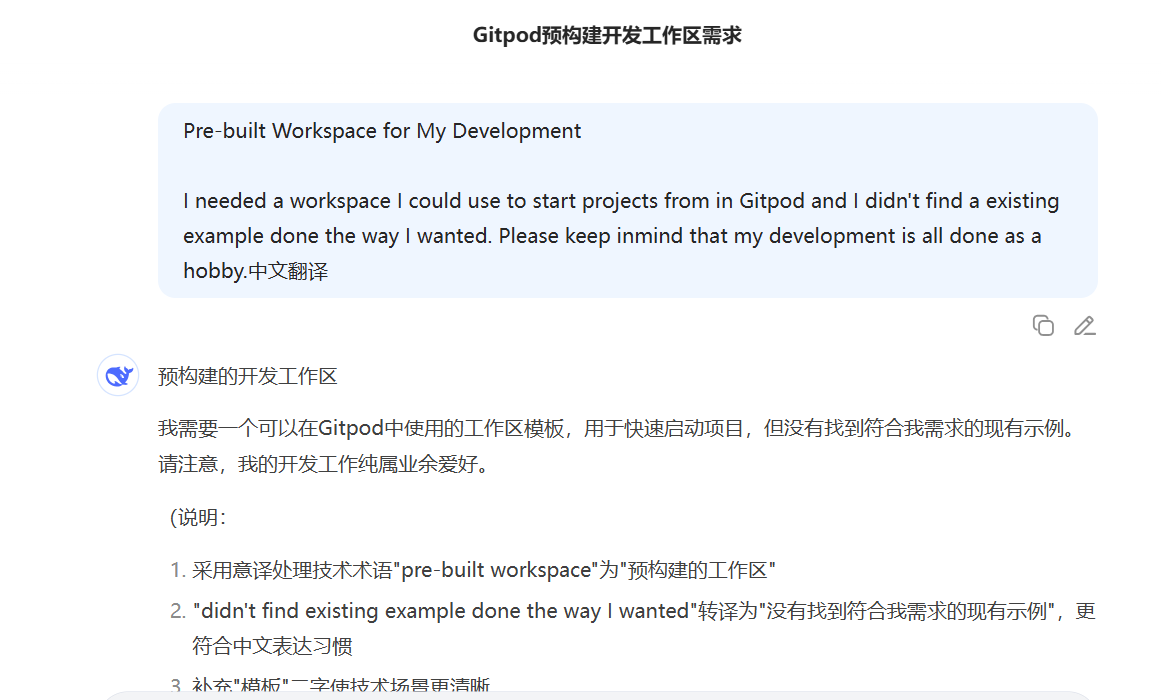 Gitpod预构建开发工作区需求
Pre-built Workspace for My Development
I needed a workspace I could use to start projects from in Gitpod and I didn't find a existing
example done the way I wanted. Please keep inmind that my development is all done as a
hobby.中文翻译
预构建的开发工作区
我需要一个可以在Gitpod中使用的工作区模板，用于快速启动项目，但没有找到符合我需求的现有示例。
请注意，我的开发工作纯属业余爱好。
（说明：
1. 采用意译处理技术术语"pre-built workspace"为"预构建的工作区"
2. "didn't find existing example done the way I wanted"转译为"没有找到符合我需求的现有示例"，更
符合中文表达习惯
3. 补充"模板"二字使技术场景更清晰